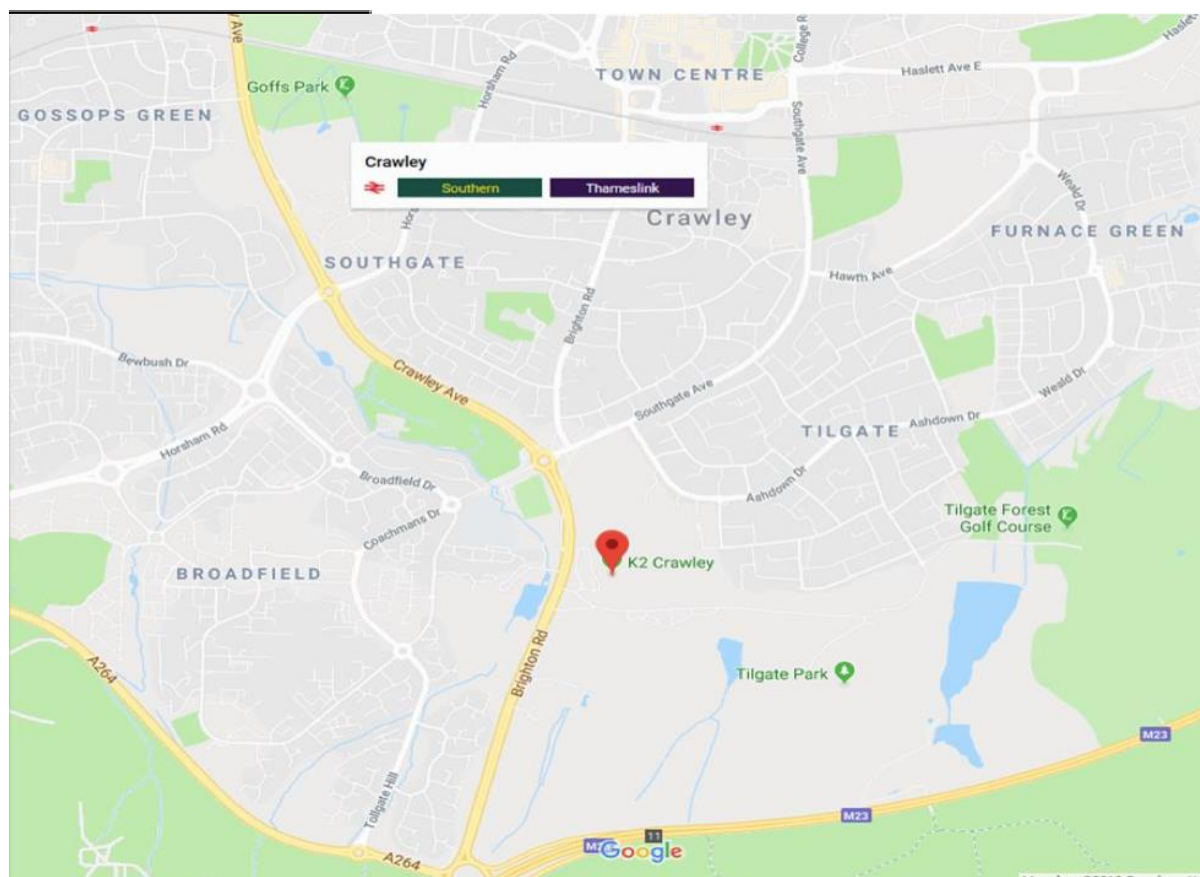 y Ave
College R
Haslett Ave E
Haslet
Horsham Rd
TOWN CENTRE
Goffs Park
GOSSOPS GREEN
Southgate Ave
Crawley
Southern
Thameslink
Weald Dr
Crawley
FURNACE GREEN
SOUTHGATE
Hawth Ave
Brighton Rd
Bewbush Dr
Crawley Ave
Weald Dr
Southgate Ave
Horsham Rd
TILGATE
Ashdown Dr
Broadfield Dr
Ashdown Dr
Coachmans Dr
Tilgate Forest
Golf Course
K2 Crawley
BROADFIELD
Brighton Rd
A264
Tilgate Park
M23
Tollgate Hill
M23
11
Google
A264